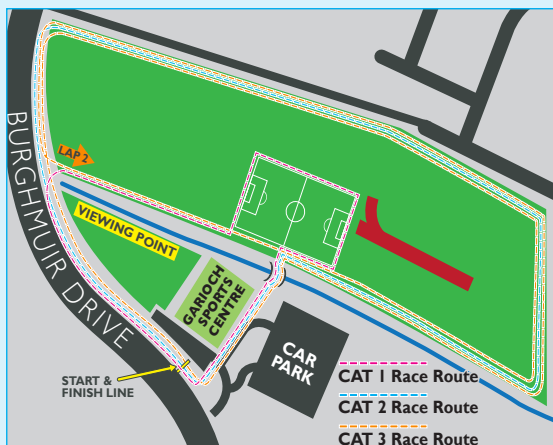 BURGHMUIR DRIVE
LAP 2
VIEWING POINT
GARIOCH
SPORTS
CENTRE
START &
FINISH LINE
CAR
PARK
CAT 1 Race Route
CAT 2 Race Route
CAT 3 Race Route